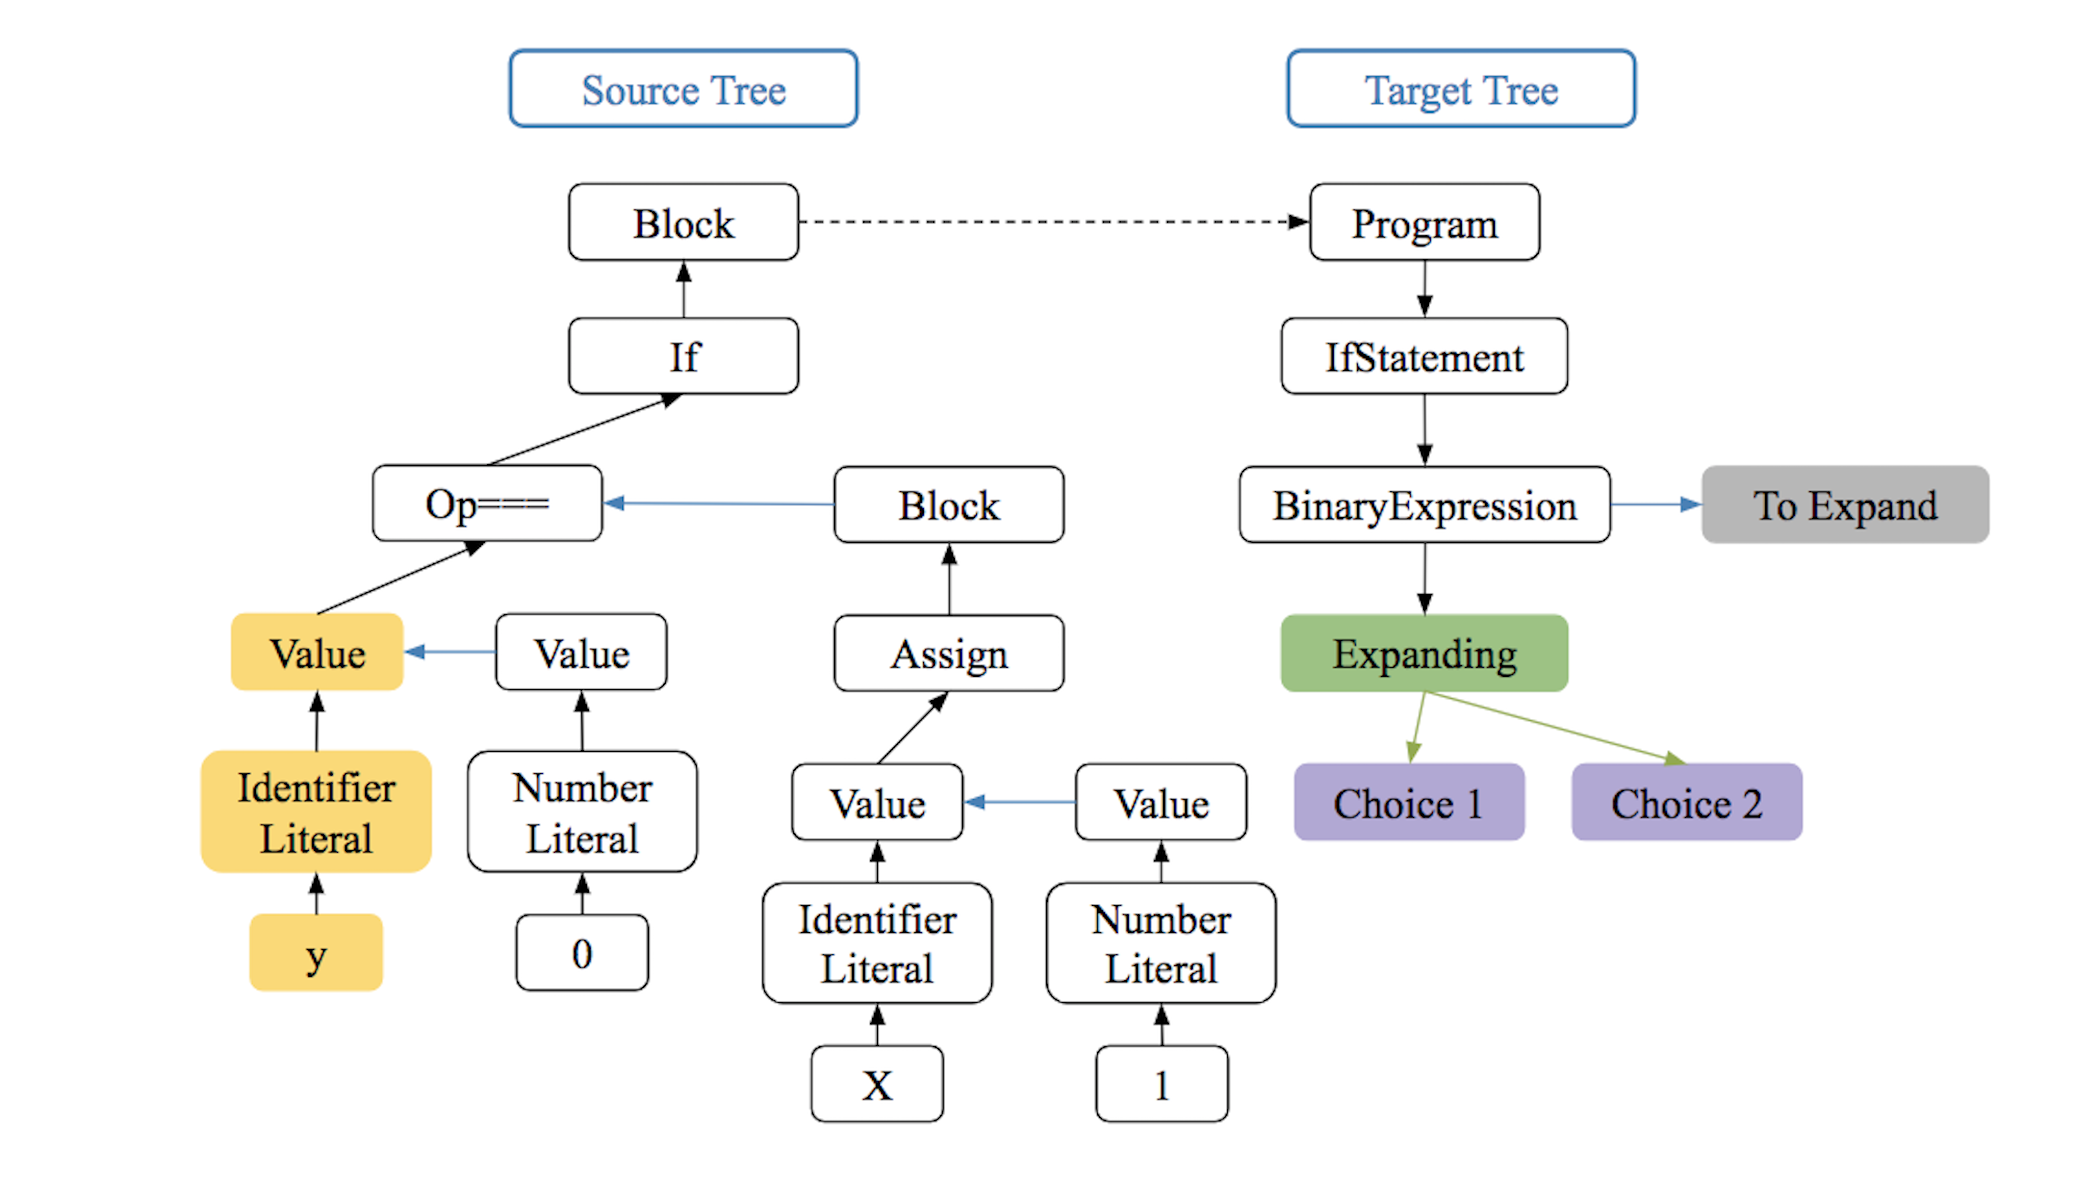 Source Tree
Target Tree
Block
Program
If
IfStatement
Op===
Block
BinaryExpression
To Expand
Value
Value
Assign
Expanding
Identifier
Literal
Number
Literal
Value
Value
Choice 1
Choice 2
y
0
Identifier
Literal
Number
Literal
X
1